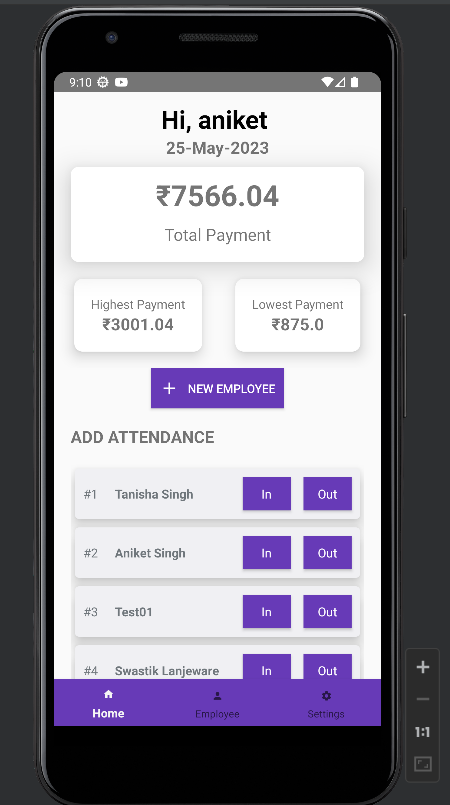 9:10
Hi, aniket
25-May-2023
₹7566.04
Total Payment
Highest Payment
₹3001.04
Lowest Payment
₹875.0
+ NEW EMPLOYEE
ADD ATTENDANCE
#1 Tanisha Singh In Out
#2 Aniket Singh In Out
#3 Test01 In Out
#4 Swastik Lanjeware In Out
Home Employee Settings
1:1